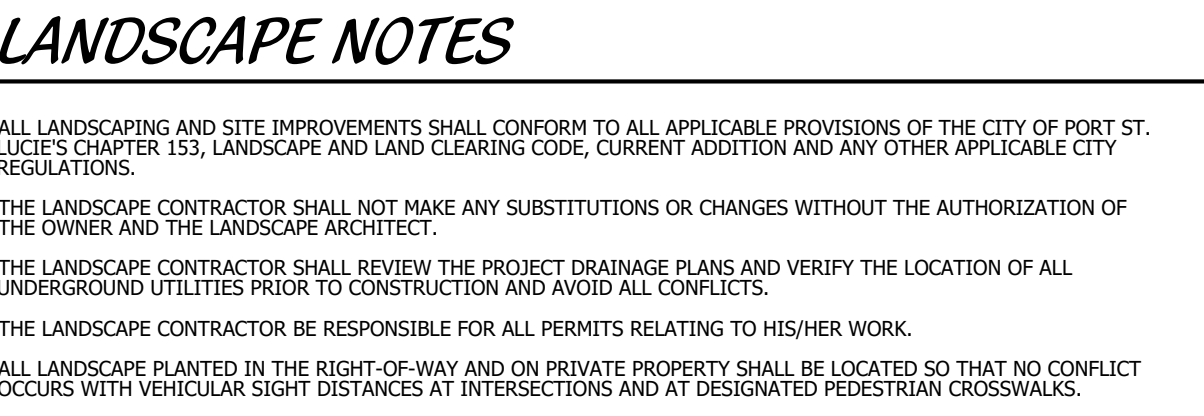 LANDSCAPE NOTES
ALL LANDSCAPING AND SITE IMPROVEMENTS SHALL CONFORM TO ALL APPLICABLE PROVISIONS OF THE CITY OF PORT ST.
LUCIE'S CHAPTER 153, LANDSCAPE AND LAND CLEARING CODE, CURRENT ADDITION AND ANY OTHER APPLICABLE CITY
REGULATIONS.
THE LANDSCAPE CONTRACTOR SHALL NOT MAKE ANY SUBSTITUTIONS OR CHANGES WITHOUT THE AUTHORIZATION OF
THE OWNER AND THE LANDSCAPE ARCHITECT.
THE LANDSCAPE CONTRACTOR SHALL REVIEW THE PROJECT DRAINAGE PLANS AND VERIFY THE LOCATION OF ALL
UNDERGROUND UTILITIES PRIOR TO CONSTRUCTION AND AVOID ALL CONFLICTS.
THE LANDSCAPE CONTRACTOR BE RESPONSIBLE FOR ALL PERMITS RELATING TO HIS/HER WORK.
ALL LANDSCAPE PLANTED IN THE RIGHT-OF-WAY AND ON PRIVATE PROPERTY SHALL BE LOCATED SO THAT NO CONFLICT
OCCURS WITH VEHICULAR SIGHT DISTANCES AT INTERSECTIONS AND AT DESIGNATED PEDESTRIAN CROSSWALKS.